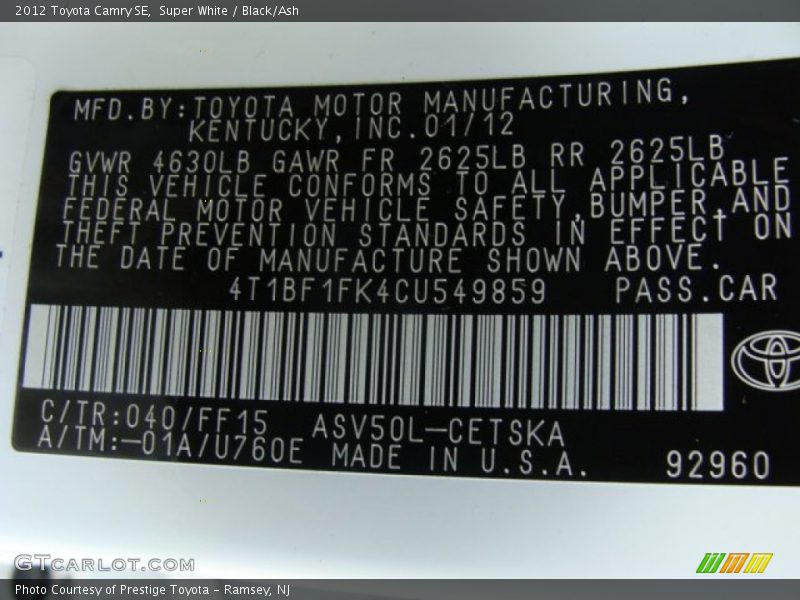 2012 Toyota Camry SE,  Super White / Black/Ash
MFD.BY:TOYOTA MOTOR MANUFACTURING,
KENTUCKY,INC.01/12
GVWR 4630LB GAWR FR 2625LB RR 2625LB
THIS VEHICLE CONFORMS TO ALL APPLICABLE
FEDERAL MOTOR VEHICLE SAFETY,BUMPER,AND
THEFT PREVENTION STANDARDS IN EFFECT ON
THE DATE OF MANUFACTURE SHOWN ABOVE.
4T1BF1FK4CU549859 PASS.CAR
C/TR:040/FF15 ASV50L-CETSKA
A/TM:-01A/U760E MADE IN U.S.A. 92960
GTCARLOT.COM
Photo Courtesy of Prestige Toyota - Ramsey, NJ